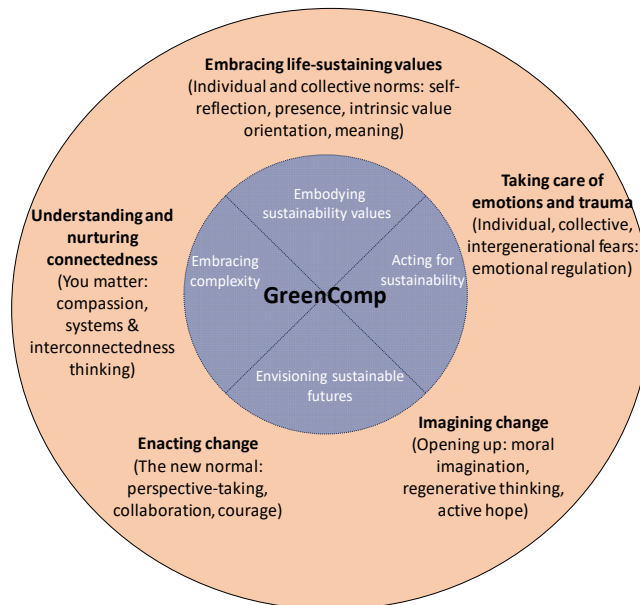 Embracing life-sustaining values
(Individual and collective norms: self-
reflection, presence, intrinsic value
orientation, meaning)
Taking care of
emotions and trauma
(Individual, collective,
intergenerational fears:
emotional regulation)
Understanding and
nurturing
connectedness
(You matter:
compassion,
systems &
interconnectedness
thinking)
Embodying
sustainability values
Embracing
complexity
Acting for
sustainability
GreenComp
Envisioning sustainable
futures
Enacting change
(The new normal:
perspective-taking,
collaboration, courage)
Imagining change
(Opening up: moral
imagination,
regenerative thinking,
active hope)